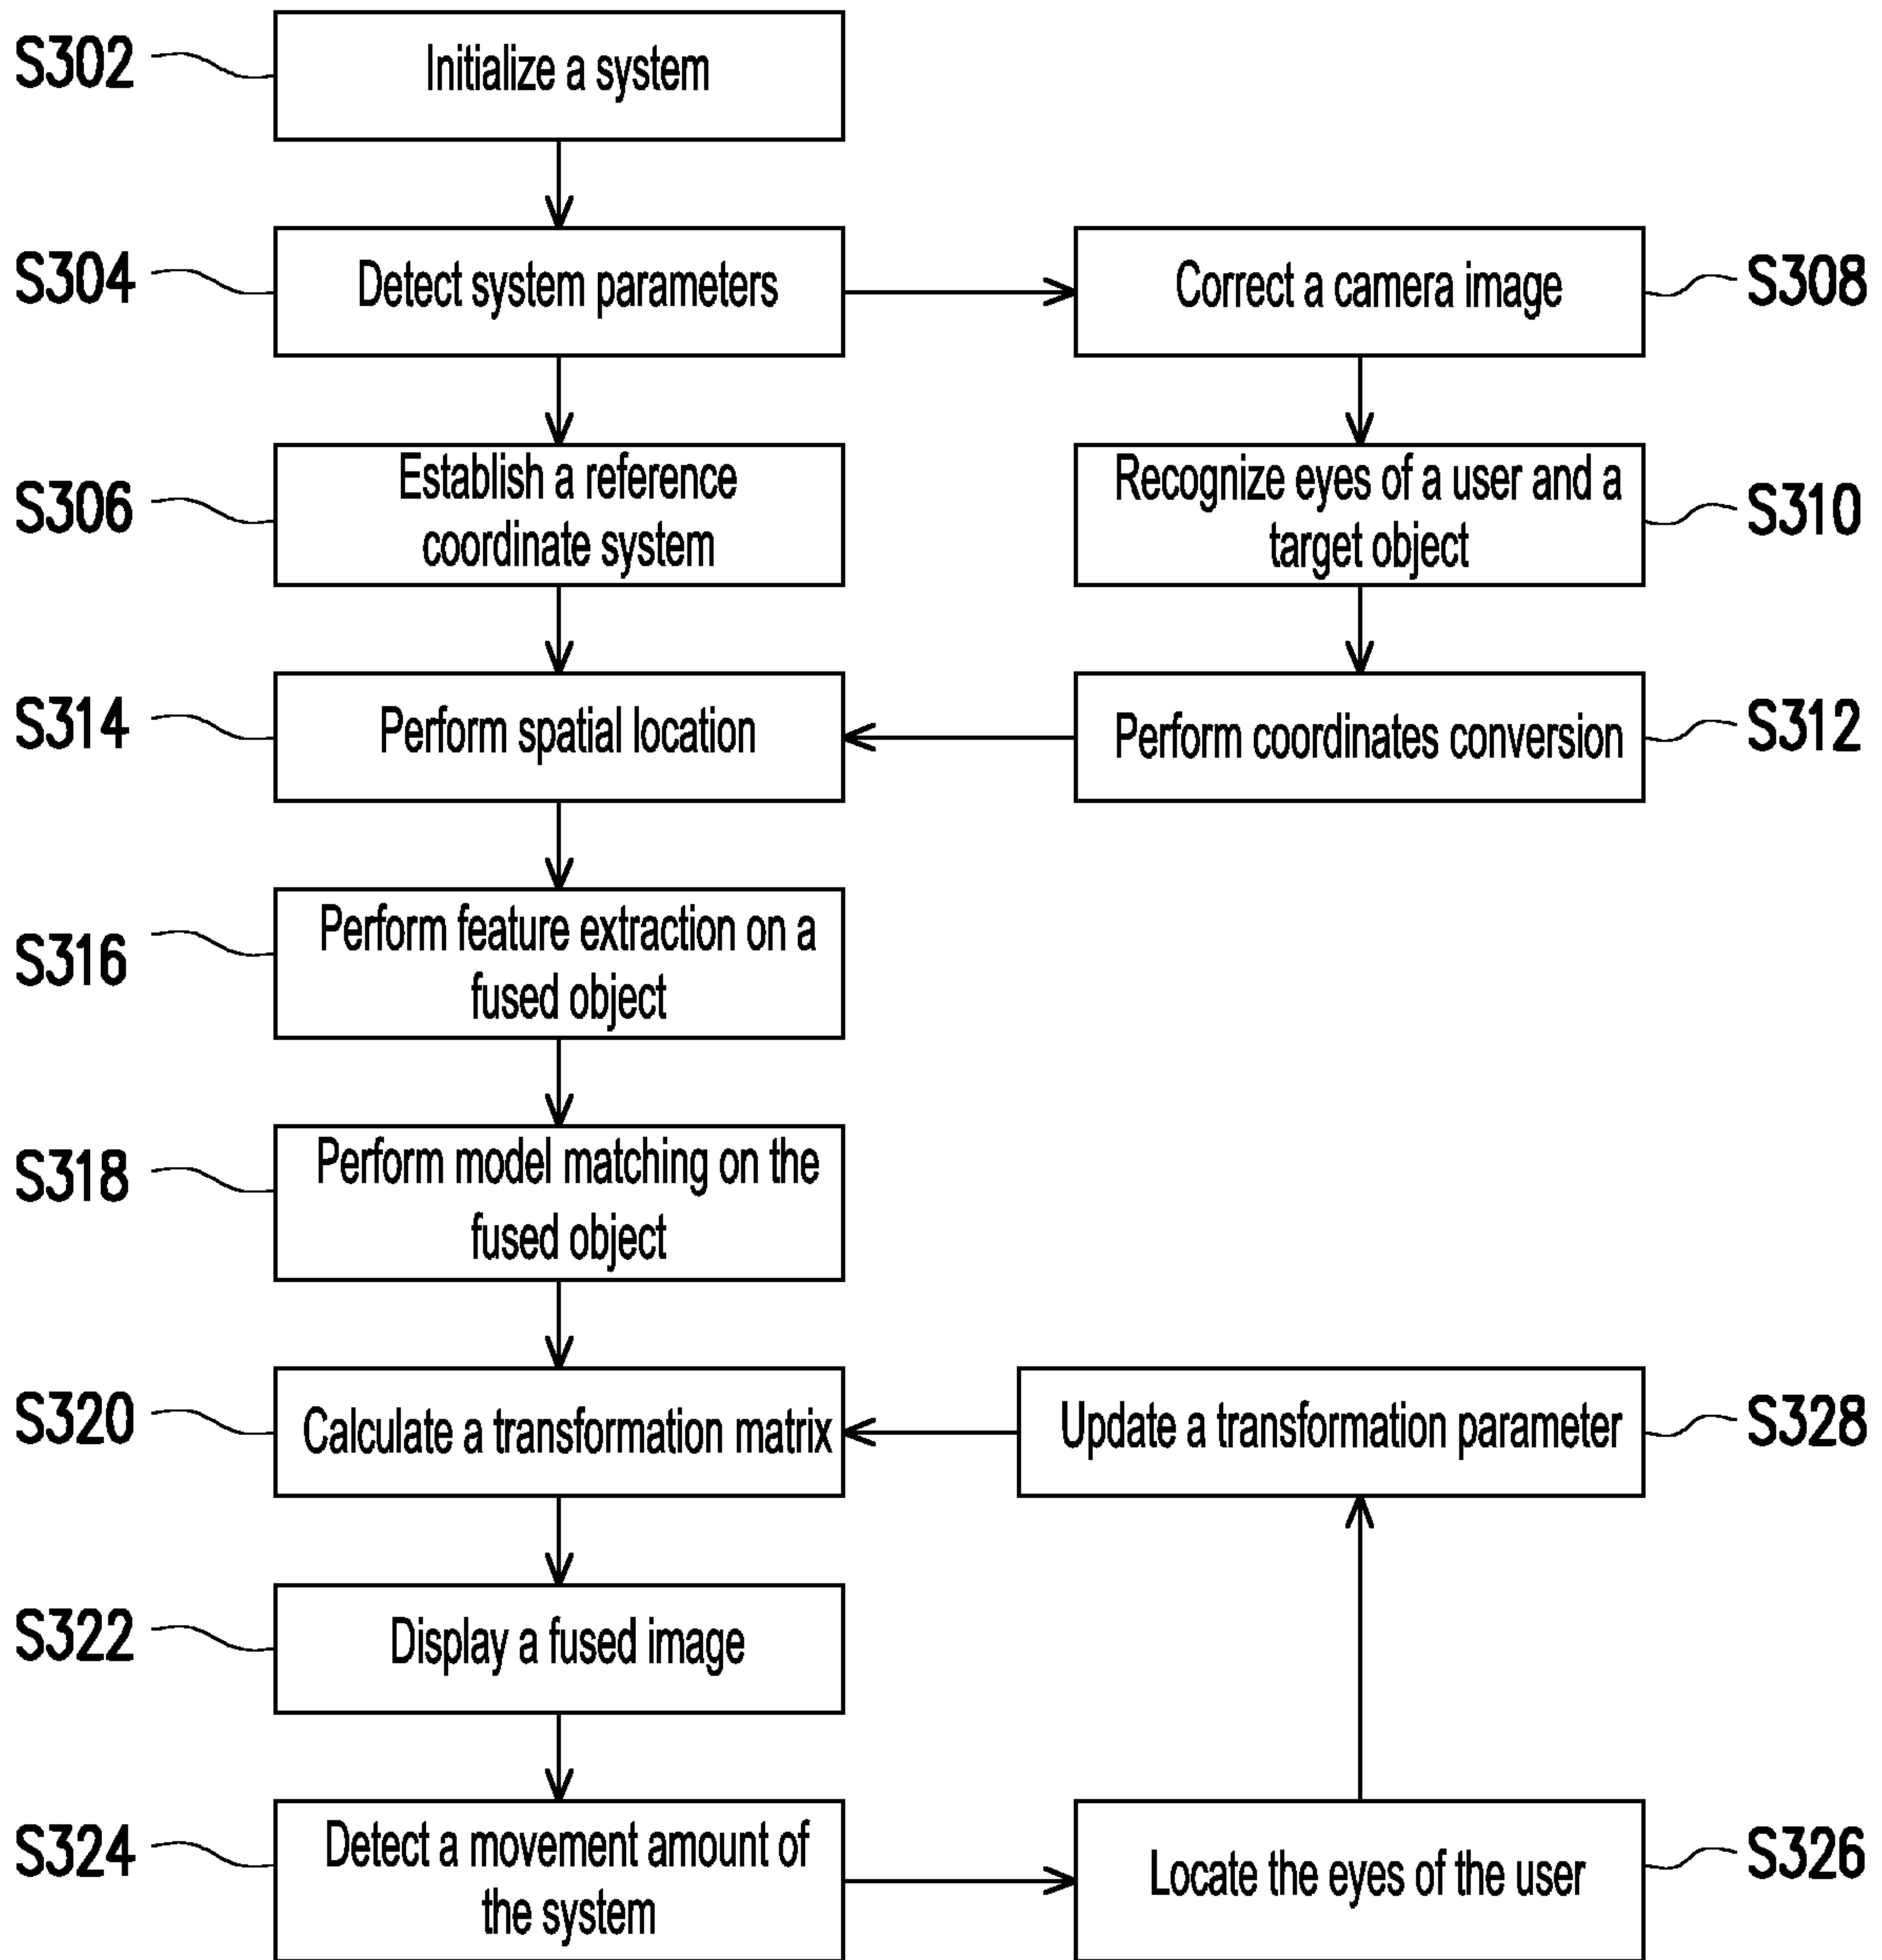 S302
Initialize a system
S304
Detect system parameters
Correct a camera image
S308
S306
Establish a reference
coordinate system
Recognize eyes of a user and a
target object
S310
S314
Perform spatial location
Perform coordinates conversion
S312
S316
Perform feature extraction on a
fused object
S318
Perform model matching on the
fused object
S320
Calculate a transformation matrix
Update a transformation parameter
S328
S322
Display a fused image
S324
Detect a movement amount of
the system
Locate the eyes of the user
S326